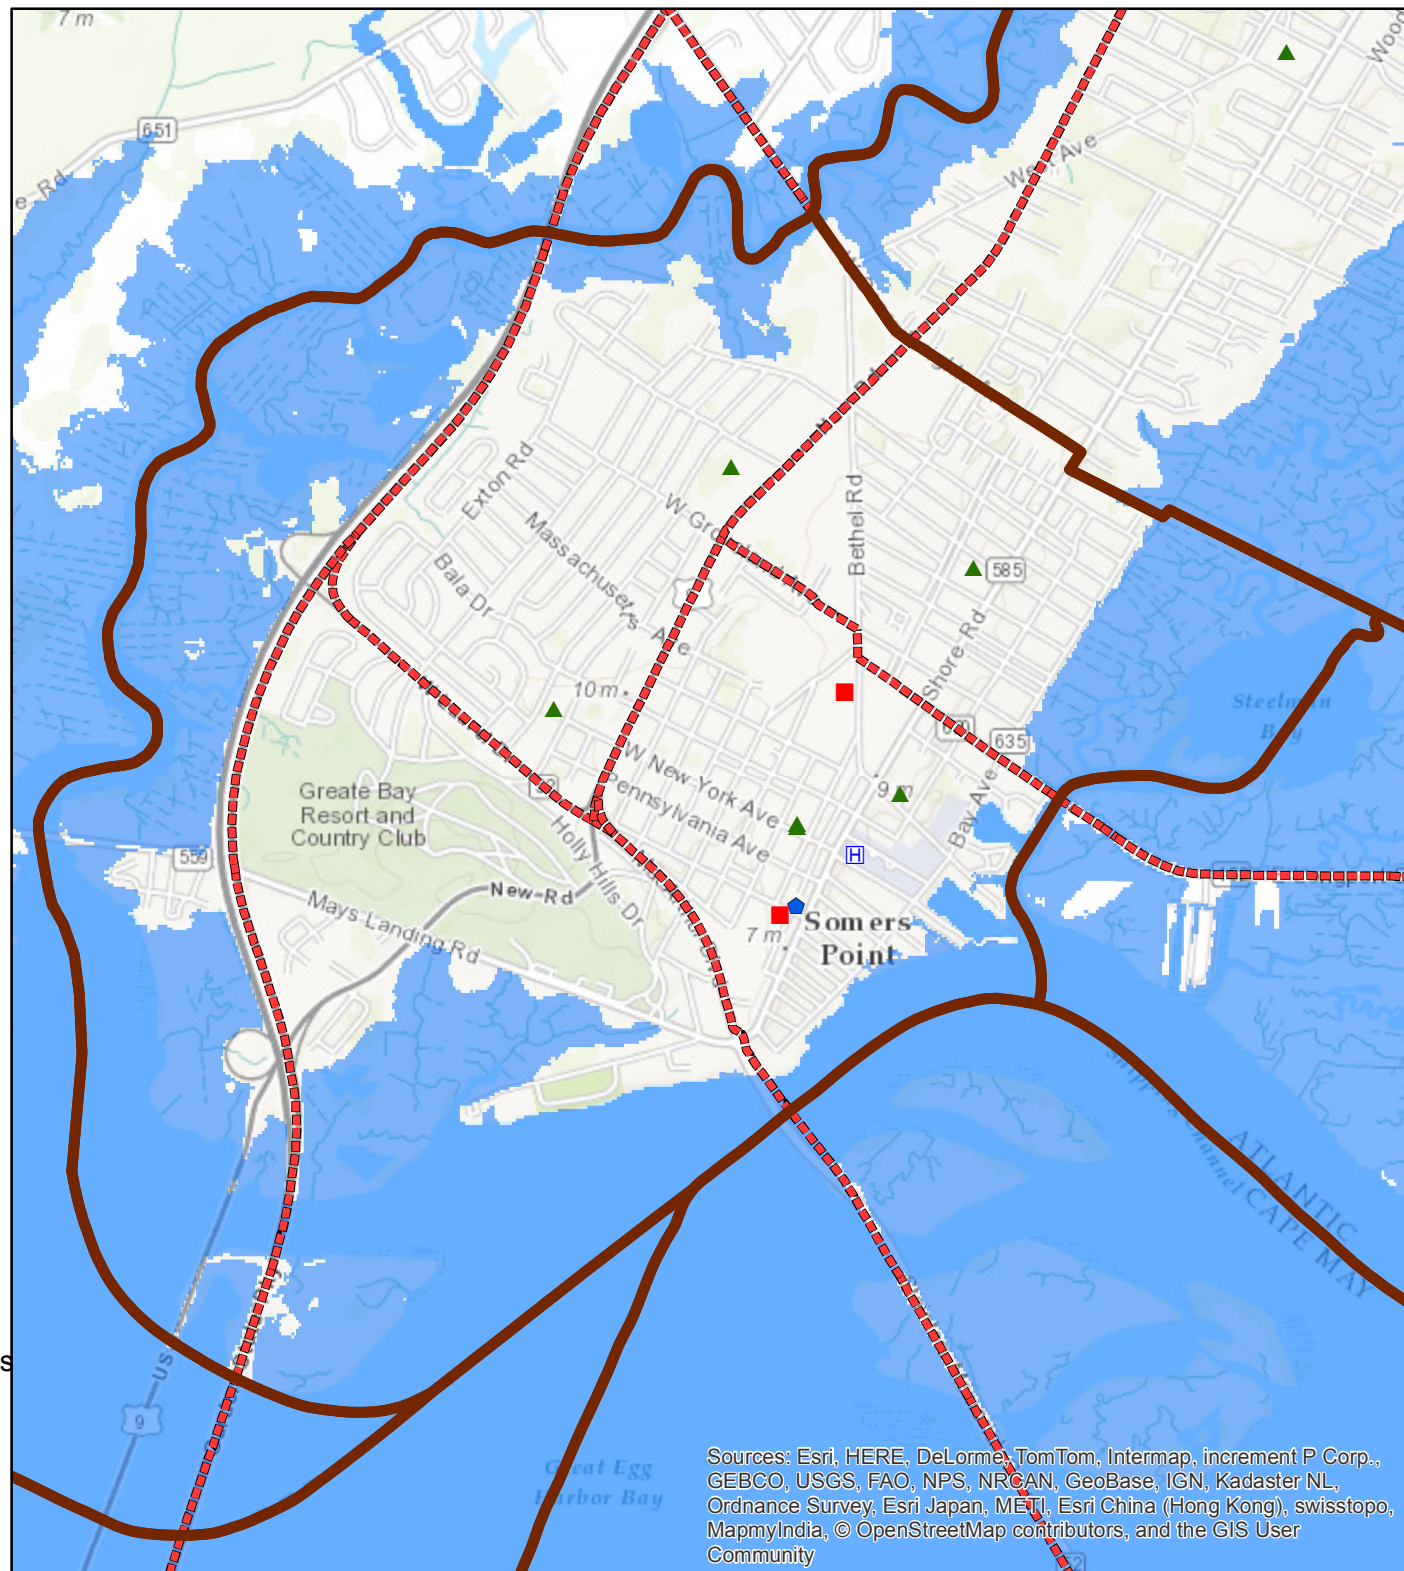 7 m
651
e Rd
West Ave
Exton Rd
Massachusetts Ave
Bala Dr
Bethel Rd
585
Shore Rd
10 m
Steelman
Bay
635
W New York Ave
Pennsylvania Ave
9 m
Bay Ave
Greate Bay
Resort and
Country Club
559
Holly Hills Dr
H
New Rd
Mays Landing Rd
Somers
Point
7 m
ATLANTIC
CAPE MAY
US
9
Great Egg
Harbor Bay
52
Sources: Esri, HERE, DeLorme, TomTom, Intermap, increment P Corp.,
GEBCO, USGS, FAO, NPS, NRCAN, GeoBase, IGN, Kadaster NL,
Ordnance Survey, Esri Japan, METI, Esri China (Hong Kong), swisstopo,
MapmyIndia, © OpenStreetMap contributors, and the GIS User
Community